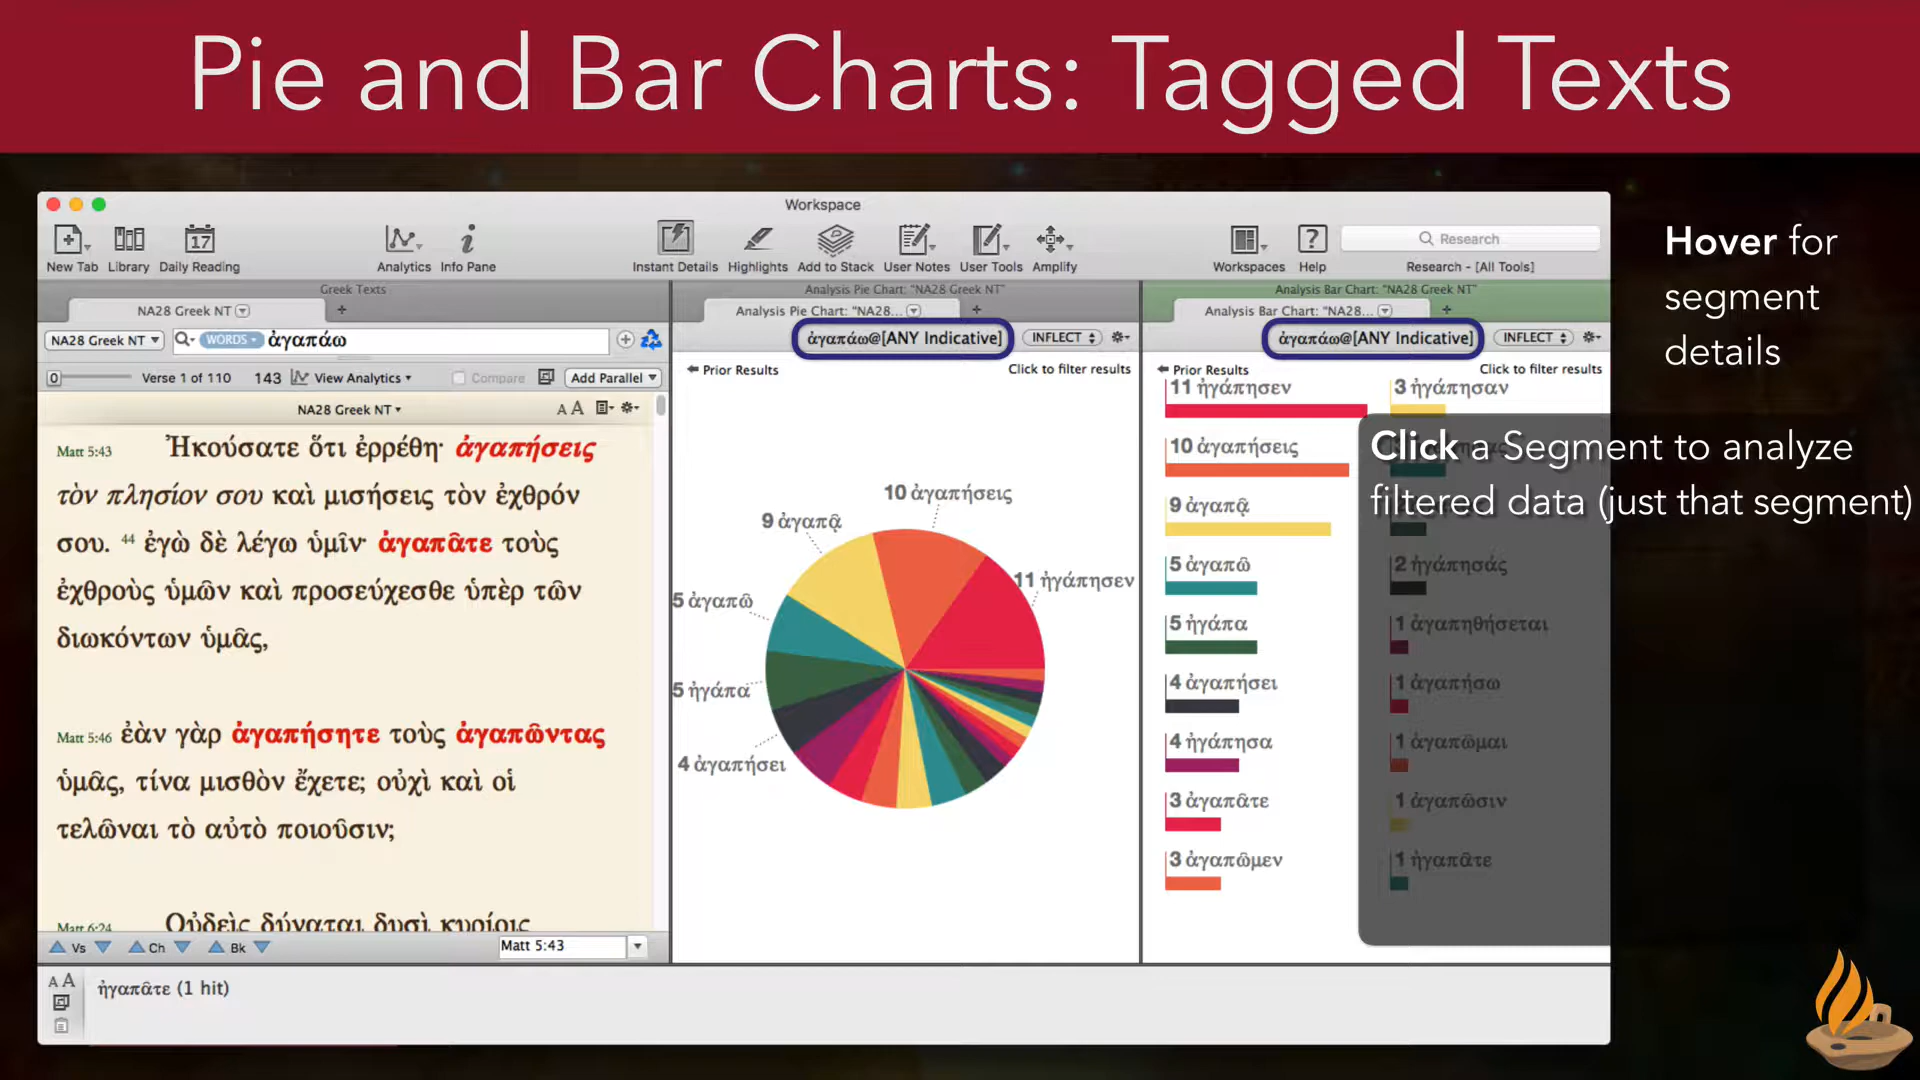 Pie and Bar Charts: Tagged Texts
Workspace
New Tab Library Daily Reading Analytics Info Pane Instant Details Highlights Add to Stack User Notes User Tools Amplify Workspaces Help Research
17
?
Research - [All Tools]
Greek Texts
NA28 Greek NT
NA28 Greek NT WORDS ἀγαπάω
0 Verse 1 of 110 143 View Analytics Compare Add Parallel
NA28 Greek NT A A
Matt 5:43 Ἠκούσατε ὅτι ἐρρέθη· ἀγαπήσεις
τὸν πλησίον σου καὶ μισήσεις τὸν ἐχθρόν
σου. 44 ἐγὼ δὲ λέγω ὑμῖν· ἀγαπᾶτε τοὺς
ἐχθροὺς ὑμῶν καὶ προσεύχεσθε ὑπὲρ τῶν
διωκόντων ὑμᾶς,
Matt 5:46 ἐὰν γὰρ ἀγαπήσητε τοὺς ἀγαπῶντας
ὑμᾶς, τίνα μισθὸν ἔχετε; οὐχὶ καὶ οἱ
τελῶναι τὸ αὐτὸ ποιοῦσιν;
Matt 6:24 Οὐδεὶς δύναται δυσὶ κυρίοις
Vs Ch Bk Matt 5:43
A A ἠγαπᾶτε (1 hit)
Analysis Pie Chart: "NA28 Greek NT"
Analysis Pie Chart: "NA28...
ἀγαπάω@[ANY Indicative] INFLECT
Prior Results Click to filter results
10 ἀγαπήσεις
9 ἀγαπᾷ
11 ἠγάπησεν
5 ἀγαπῶ
5 ἠγάπα
4 ἀγαπήσει
Analysis Bar Chart: "NA28 Greek NT"
Analysis Bar Chart: "NA28...
ἀγαπάω@[ANY Indicative] INFLECT
Prior Results Click to filter results
11 ἠγάπησεν
10 ἀγαπήσεις
9 ἀγαπᾷ
5 ἀγαπῶ
5 ἠγάπα
4 ἀγαπήσει
4 ἠγάπησα
3 ἀγαπᾶτε
3 ἀγαπῶμεν
3 ἠγάπησαν
2 ἠγάπησάς
1 ἀγαπηθήσεται
1 ἀγαπήσω
1 ἀγαπῶμαι
1 ἀγαπῶσιν
1 ἠγαπᾶτε
Hover for
segment
details
Click a Segment to analyze
filtered data (just that segment)